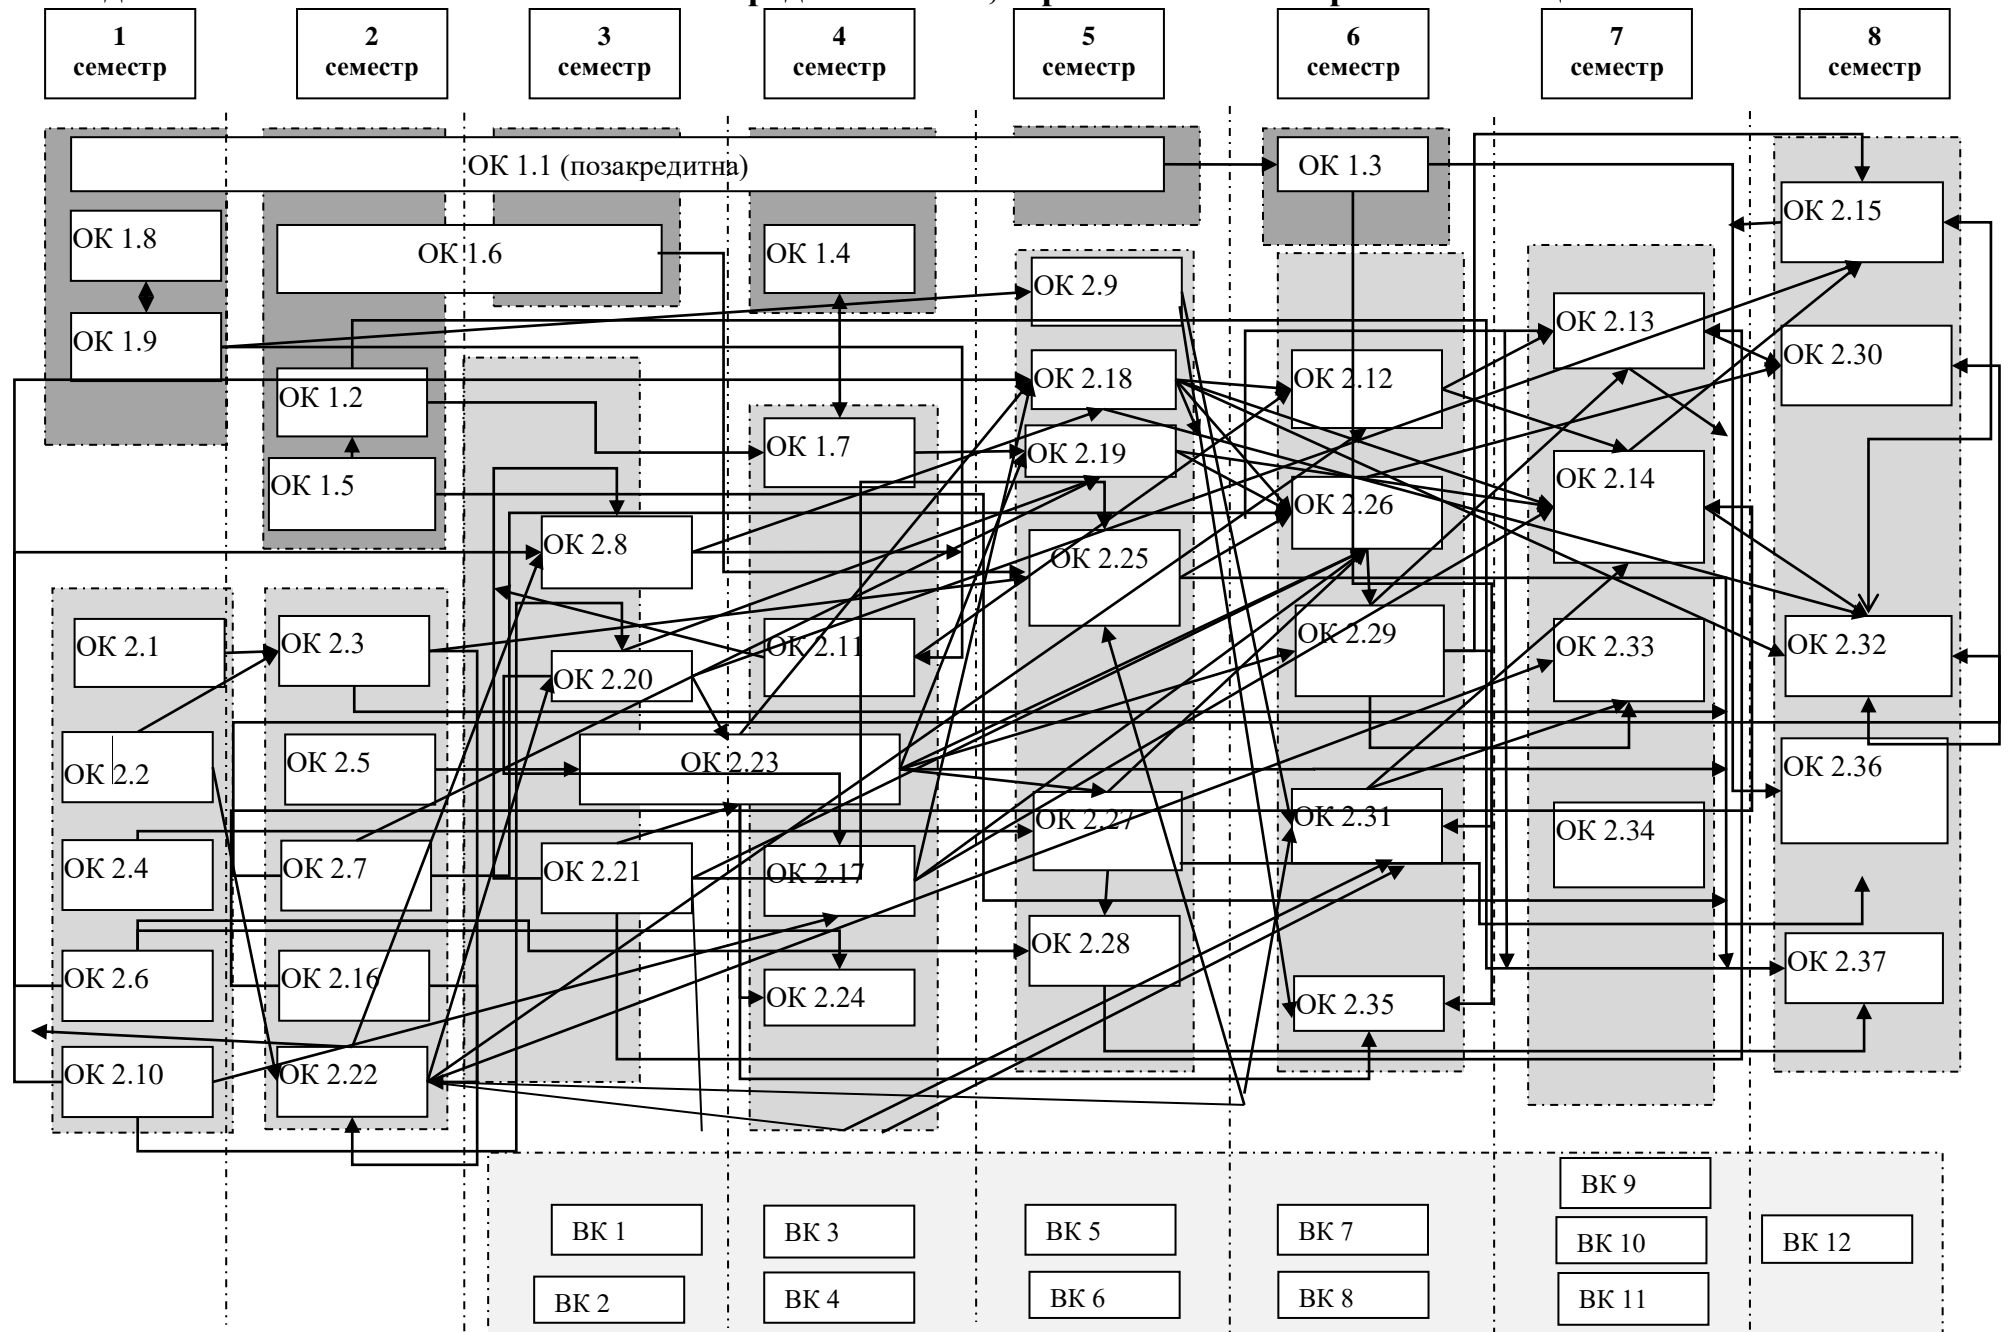 1
семестр
2
семестр
3
семестр
4
семестр
5
семестр
6
семестр
7
семестр
8
семестр
ОК 1.1 (позакредитна)
ОК 1.3
ОК 1.8
ОК 1.6
ОК 1.4
ОК 2.15
ОК 1.9
ОК 2.9
ОК 2.13
ОК 2.30
ОК 1.2
ОК 2.18
ОК 2.12
ОК 1.5
ОК 1.7
ОК 2.19
ОК 2.14
ОК 2.26
ОК 2.8
ОК 2.25
ОК 2.1
ОК 2.3
ОК 2.20
ОК 2.11
ОК 2.29
ОК 2.33
ОК 2.32
ОК 2.2
ОК 2.5
ОК 2.23
ОК 2.36
ОК 2.27
ОК 2.31
ОК 2.34
ОК 2.4
ОК 2.7
ОК 2.21
ОК 2.17
ОК 2.28
ОК 2.37
ОК 2.6
ОК 2.16
ОК 2.24
ОК 2.35
ОК 2.10
ОК 2.22
ВК 9
ВК 1
ВК 3
ВК 5
ВК 7
ВК 10
ВК 12
ВК 2
ВК 4
ВК 6
ВК 8
ВК 11